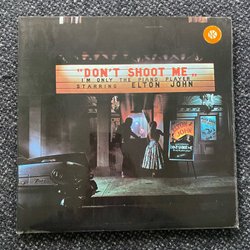 "DON'T SHOOT ME"
I'M ONLY THE PIANO PLAYER
STARRING ELTON JOHN